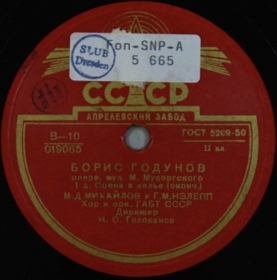 SLUB
Dresden
Ton-SNP-A
5 665
СССР
АПРЕЛЕВСКИЙ ЗАВОД
В—10
019065
ГОСТ 5289-50
II кл.
БОРИС ГОДУНОВ
опера, муз. М. Мусоргского
1 д. Сцена в келье (оконч.)
М. Д. МИХАЙЛОВ и Г. М. НЭЛЕПП
Хор и орк. ГАБТ СССР
Дирижер
Н. С. Голованов